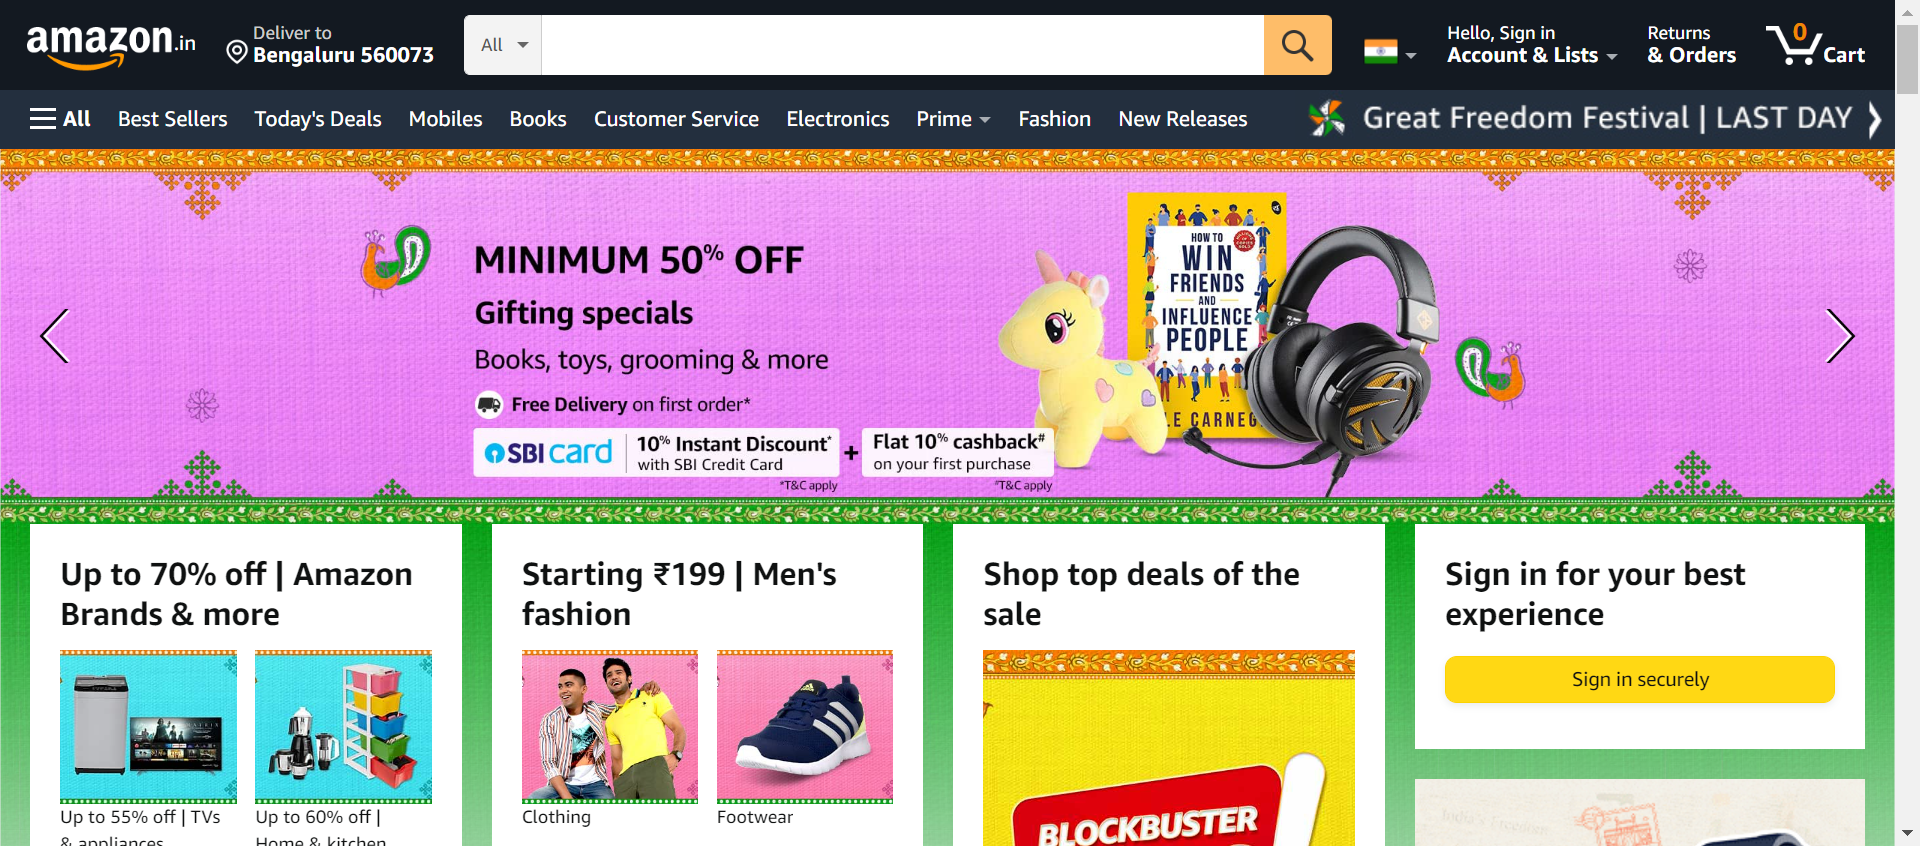 amazon.in
Deliver to
Bengaluru 560073
All
Hello, Sign in
Account & Lists
Returns
& Orders
0
Cart
All
Best Sellers
Today's Deals
Mobiles
Books
Customer Service
Electronics
Prime
Fashion
New Releases
Great Freedom Festival | LAST DAY
MINIMUM 50% OFF
Gifting specials
Books, toys, grooming & more
Free Delivery on first order*
SBI card
10% Instant Discount*
with SBI Credit Card
+
Flat 10% cashback#
on your first purchase
*T&C apply
#T&C apply
HOW TO
WIN
FRIENDS
AND
INFLUENCE
PEOPLE
Up to 70% off | Amazon
Brands & more
Up to 55% off | TVs
& appliances
Up to 60% off |
Home & kitchen
Starting ₹199 | Men's
fashion
Clothing
Footwear
Shop top deals of the
sale
BLOCKBUSTER
Sign in for your best
experience
Sign in securely
India's Freedom